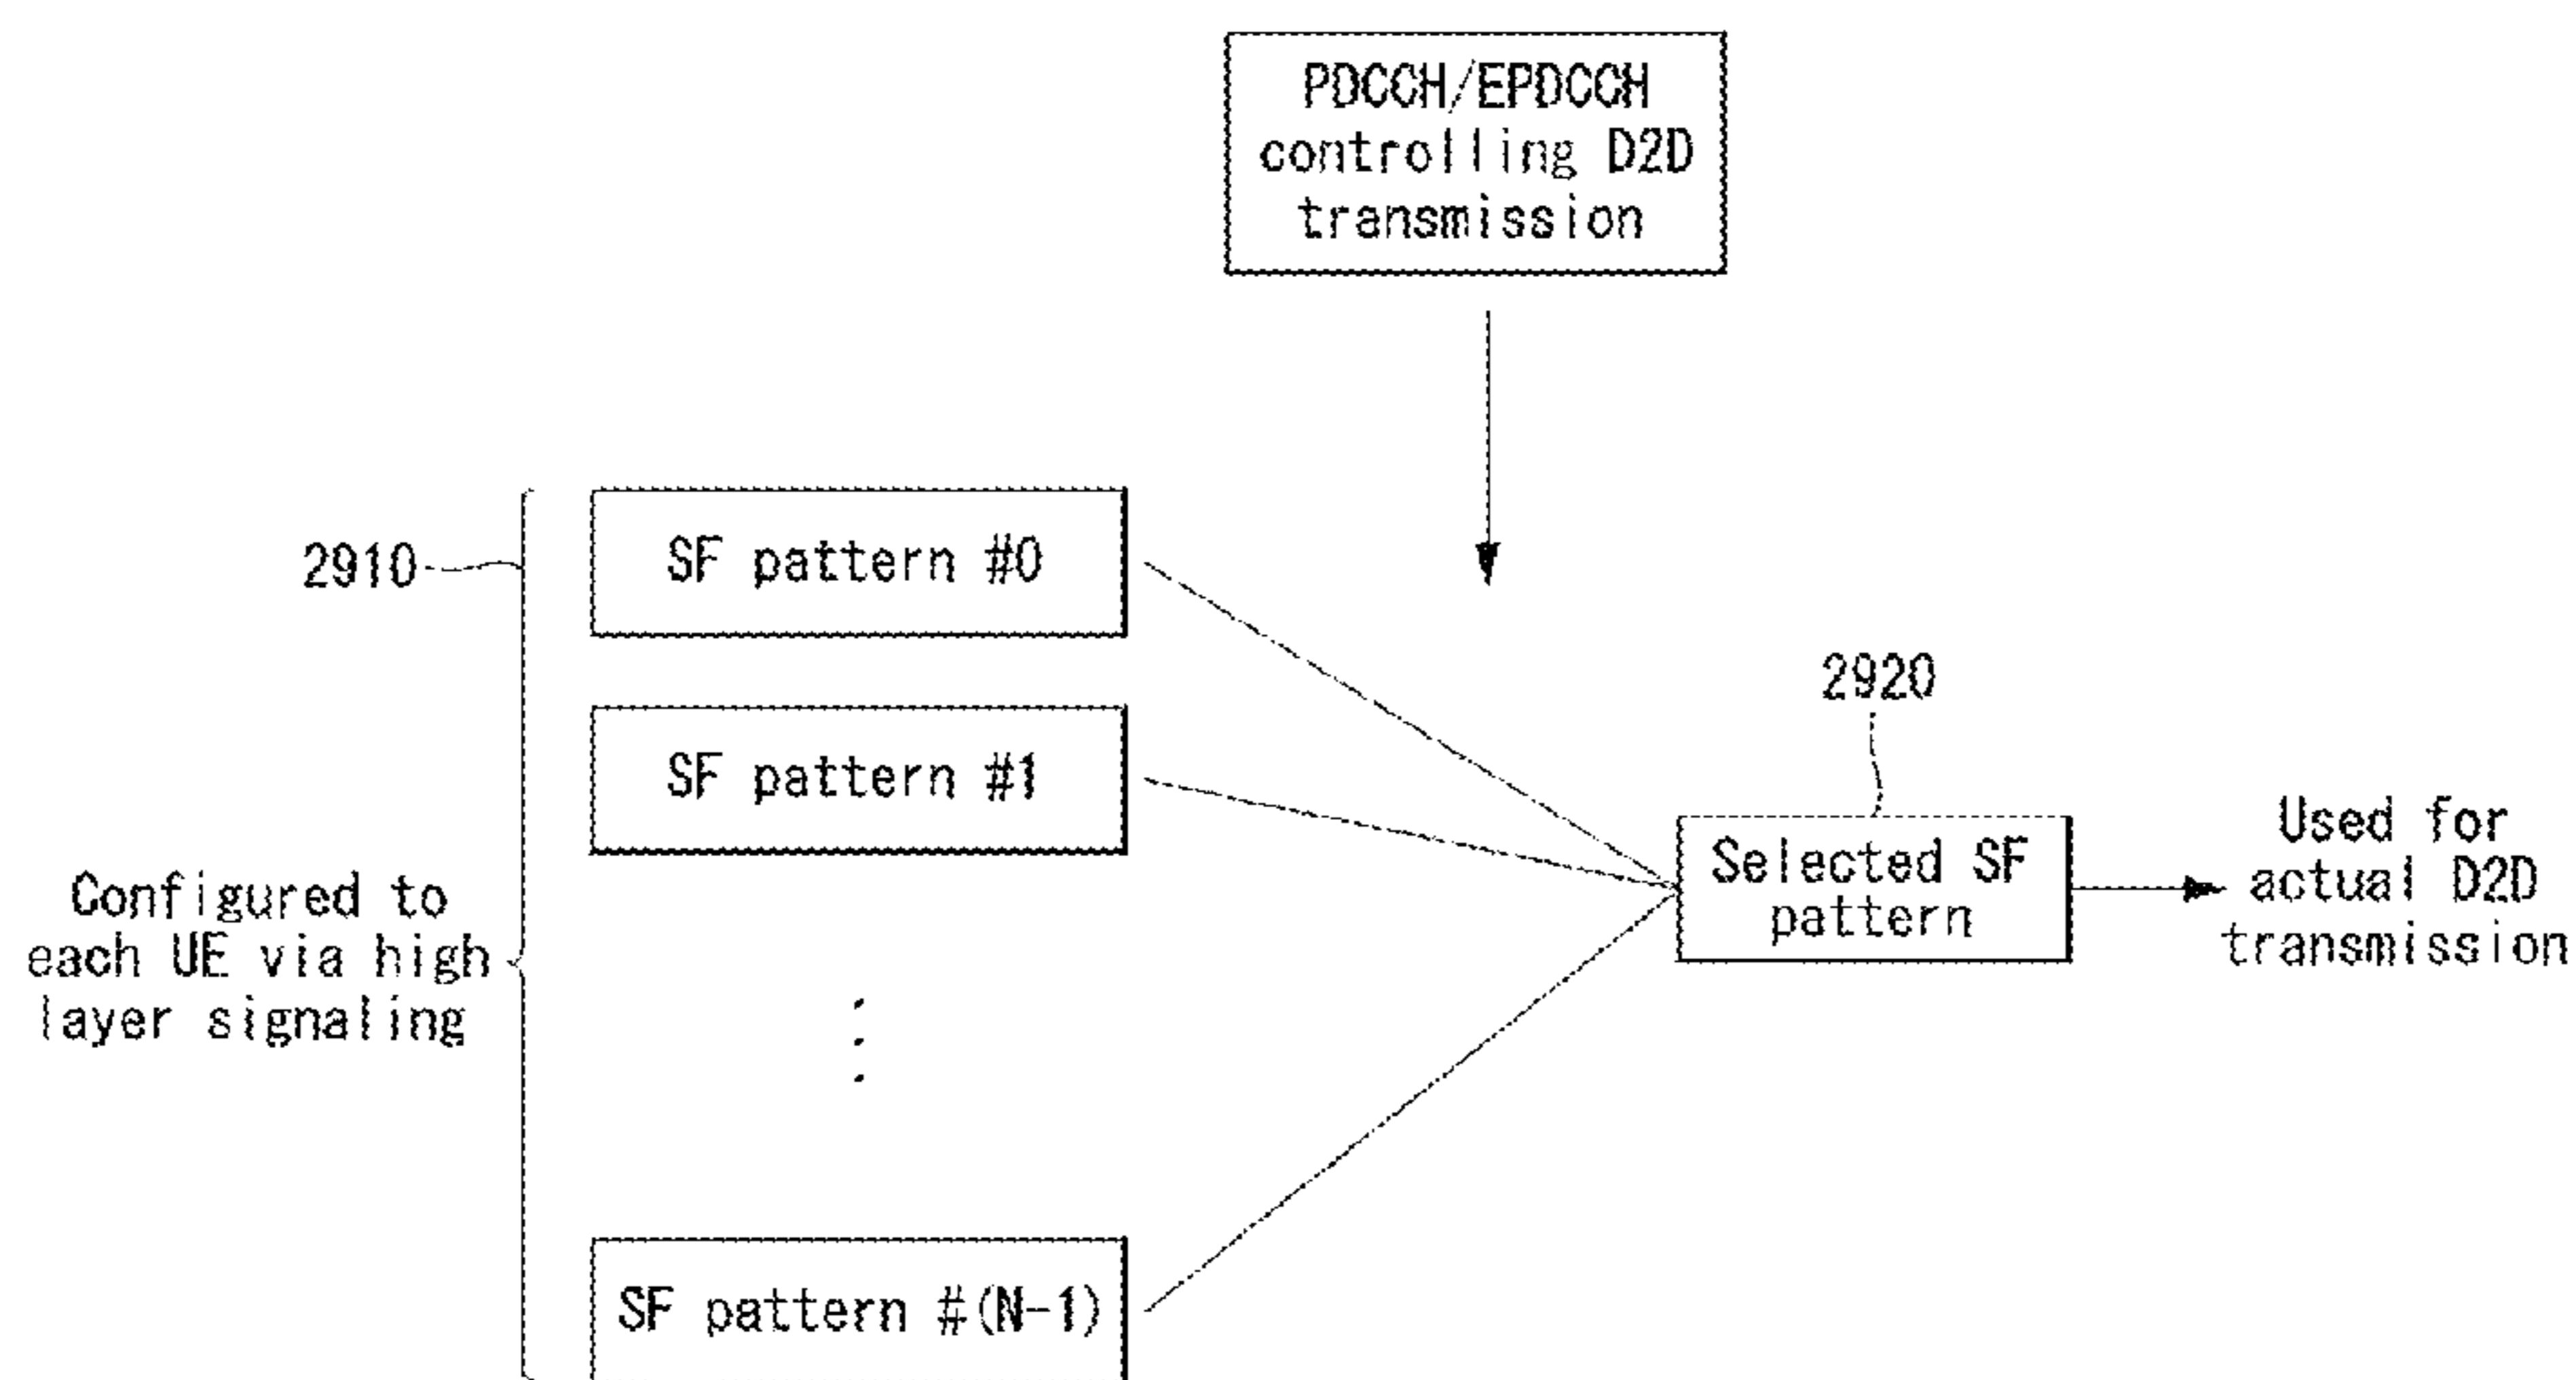 PDCCH/EPDCCH
controlling D2D
transmission
2910
SF pattern #0
SF pattern #1
Configured to
each UE via high
layer signaling
SF pattern #(N-1)
2920
Selected SF
pattern
Used for
actual D2D
transmission